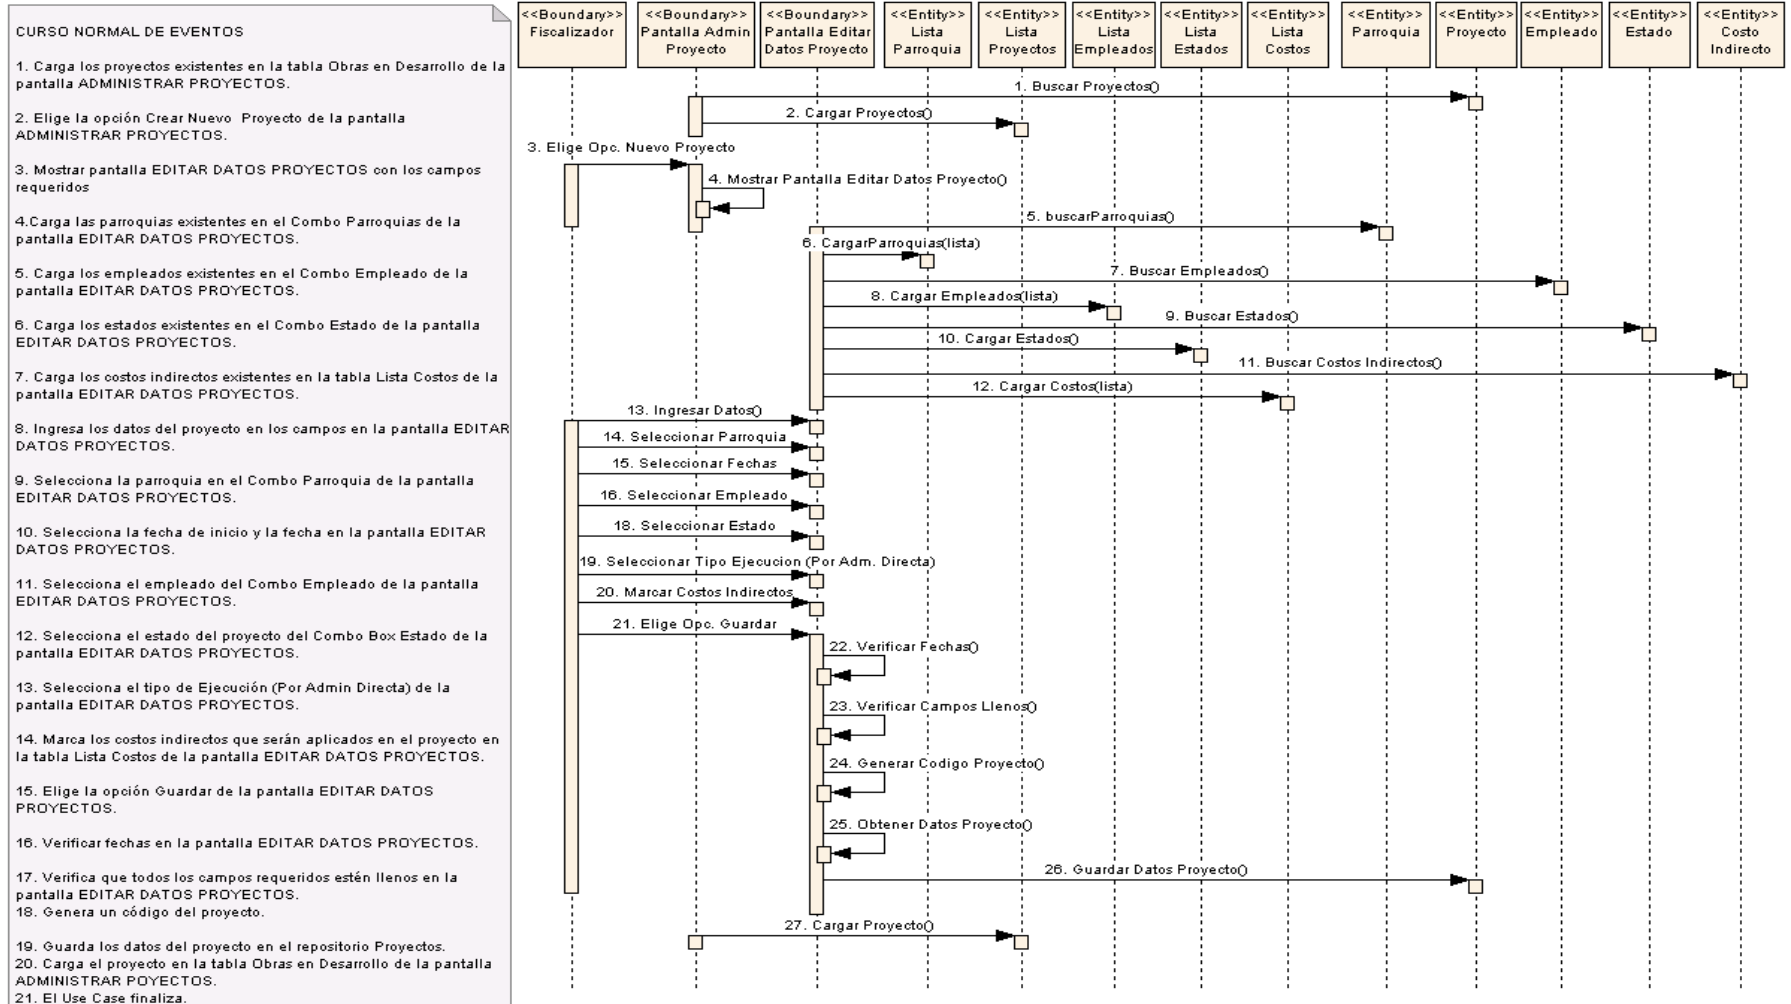 CURSO NORMAL DE EVENTOS
1. Carga los proyectos existentes en la tabla Obras en Desarrollo de la
pantalla ADMINISTRAR PROYECTOS.
2. Elige la opción Crear Nuevo Proyecto de la pantalla
ADMINISTRAR PROYECTOS.
3. Mostrar pantalla EDITAR DATOS PROYECTOS con los campos
requeridos
4.Carga las parroquias existentes en el Combo Parroquias de la
pantalla EDITAR DATOS PROYECTOS.
5. Carga los empleados existentes en el Combo Empleado de la
pantalla EDITAR DATOS PROYECTOS.
6. Carga los estados existentes en el Combo Estado de la pantalla
EDITAR DATOS PROYECTOS.
7. Carga los costos indirectos existentes en la tabla Lista Costos de la
pantalla EDITAR DATOS PROYECTOS.
8. Ingresa los datos del proyecto en los campos en la pantalla EDITAR
DATOS PROYECTOS.
9. Selecciona la parroquia en el Combo Parroquia de la pantalla
EDITAR DATOS PROYECTOS.
10. Selecciona la fecha de inicio y la fecha en la pantalla EDITAR
DATOS PROYECTOS.
11. Selecciona el empleado del Combo Empleado de la pantalla
EDITAR DATOS PROYECTOS.
12. Selecciona el estado del proyecto del Combo Box Estado de la
pantalla EDITAR DATOS PROYECTOS.
13. Selecciona el tipo de Ejecución (Por Admin Directa) de la
pantalla EDITAR DATOS PROYECTOS.
14. Marca los costos indirectos que serán aplicados en el proyecto en
la tabla Lista Costos de la pantalla EDITAR DATOS PROYECTOS.
15. Elige la opción Guardar de la pantalla EDITAR DATOS
PROYECTOS.
16. Verificar fechas en la pantalla EDITAR DATOS PROYECTOS.
17. Verifica que todos los campos requeridos estén llenos en la
pantalla EDITAR DATOS PROYECTOS.
18. Genera un código del proyecto.
19. Guarda los datos del proyecto en el repositorio Proyectos.
20. Carga el proyecto en la tabla Obras en Desarrollo de la pantalla
ADMINISTRAR POYECTOS.
21. El Use Case finaliza.
<<Boundary>>
Fiscalizador
<<Boundary>>
Pantalla Admin
Proyecto
<<Boundary>>
Pantalla Editar
Datos Proyecto
<<Entity>>
Lista
Parroquia
<<Entity>>
Lista
Proyectos
<<Entity>>
Lista
Empleados
<<Entity>>
Lista
Estados
<<Entity>>
Lista
Costos
<<Entity>>
Parroquia
<<Entity>>
Proyecto
<<Entity>>
Empleado
<<Entity>>
Estado
<<Entity>>
Costo
Indirecto
1. Buscar Proyectos()
2. Cargar Proyectos()
3. Elige Opc. Nuevo Proyecto
4. Mostrar Pantalla Editar Datos Proyecto()
5. buscarParroquias()
6. CargarParroquias(lista)
7. Buscar Empleados()
8. Cargar Empleados(lista)
9. Buscar Estados()
10. Cargar Estados()
11. Buscar Costos Indirectos()
12. Cargar Costos(lista)
13. Ingresar Datos()
14. Seleccionar Parroquia
15. Seleccionar Fechas
16. Seleccionar Empleado
18. Seleccionar Estado
19. Seleccionar Tipo Ejecucion (Por Adm. Directa)
20. Marcar Costos Indirectos
21. Elige Opc. Guardar
22. Verificar Fechas()
23. Verificar Campos Llenos()
24. Generar Codigo Proyecto()
25. Obtener Datos Proyecto()
26. Guardar Datos Proyecto()
27. Cargar Proyecto()